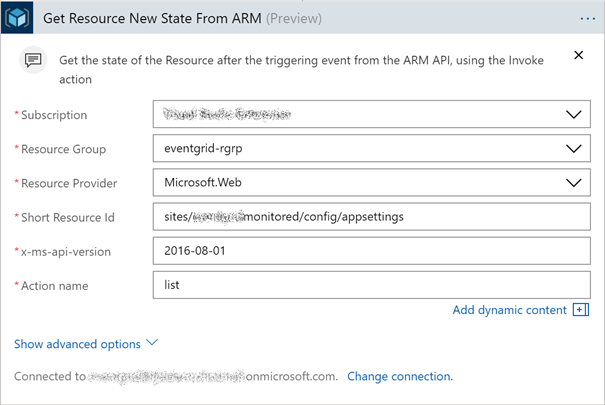 Get Resource New State From ARM (Preview)
Get the state of the Resource after the triggering event from the ARM API, using the Invoke
action
*Subscription
*Resource Group eventgrid-rgrp
*Resource Provider Microsoft.Web
*Short Resource Id sites/ monitored/config/appsettings
*x-ms-api-version 2016-08-01
*Action name list
Add dynamic content
Show advanced options
Connected to onmicrosoft.com. Change connection.